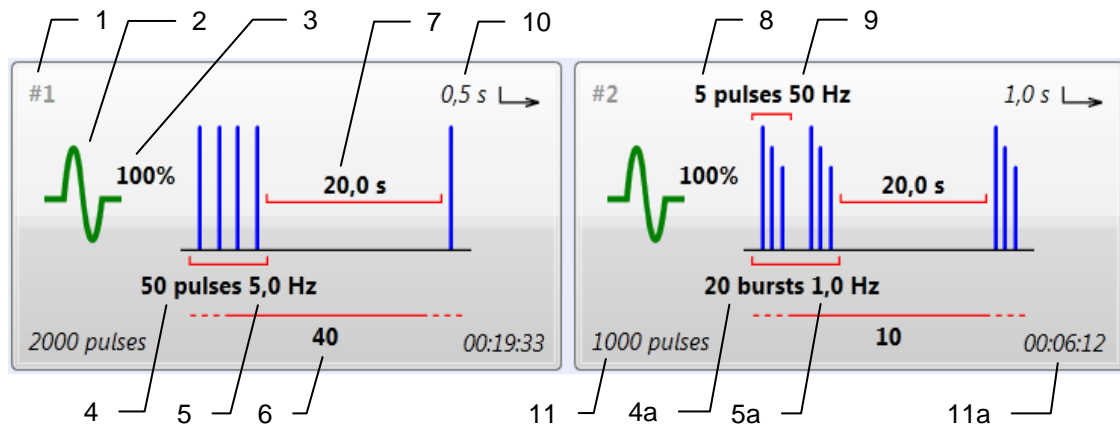 1 2 3 7 10 8 9
#1 0,5 s #2 5 pulses 50 Hz 1,0 s
100% 20,0 s 100% 20,0 s
50 pulses 5,0 Hz 20 bursts 1,0 Hz
2000 pulses 40 00:19:33 1000 pulses 10 00:06:12
4 5 6 11 4a 5a 11a